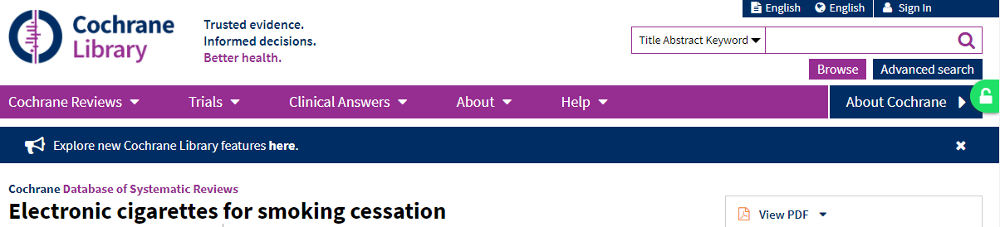 English English Sign In
Cochrane
Library
Trusted evidence.
Informed decisions.
Better health.
Title Abstract Keyword
Browse Advanced search
Cochrane Reviews Trials Clinical Answers About Help About Cochrane
Explore new Cochrane Library features here.
Cochrane Database of Systematic Reviews
Electronic cigarettes for smoking cessation
View PDF